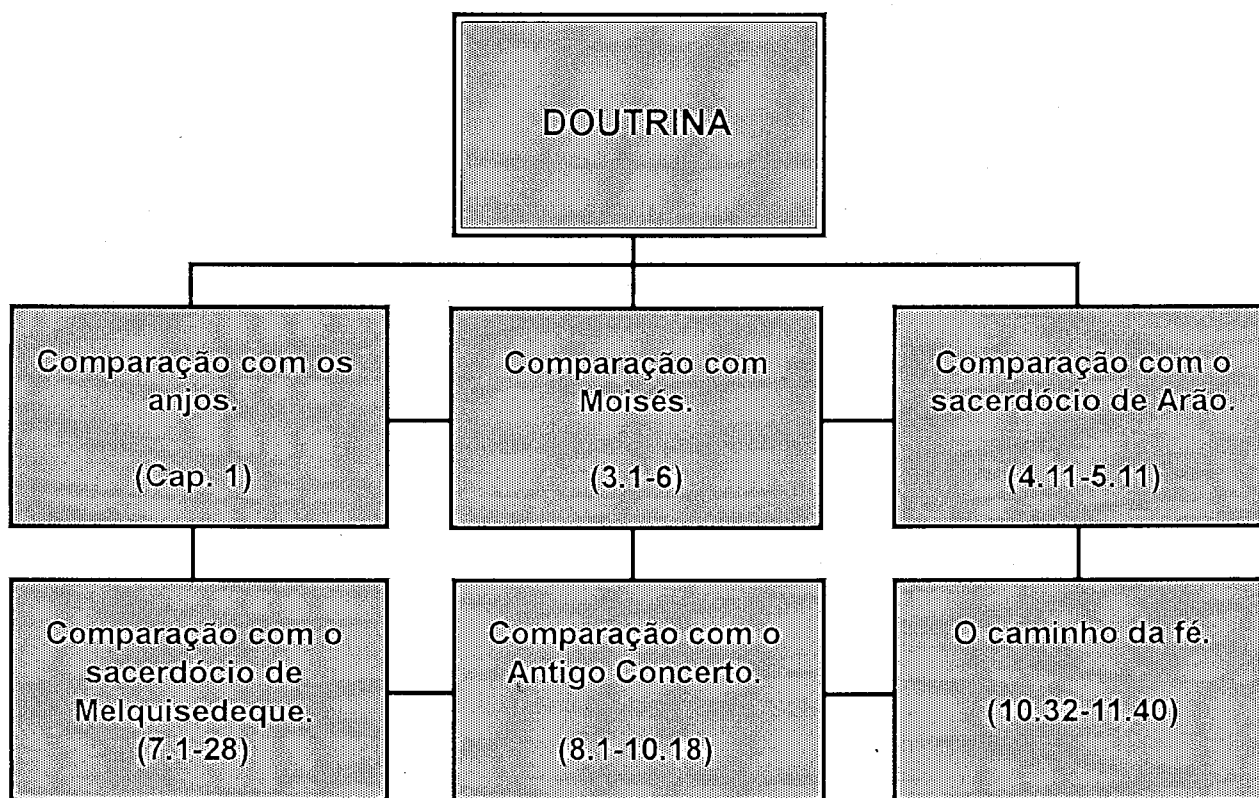 DOUTRINA
Comparação com os
anjos.
(Cap. 1)
Comparação com
Moisés.
(3.1-6)
Comparação com o
sacerdócio de Arão.
(4.11-5.11)
Comparação com o
sacerdócio de
Melquisedeque.
(7.1-28)
Comparação com o
Antigo Concerto.
(8.1-10.18)
O caminho da fé.
(10.32-11.40)